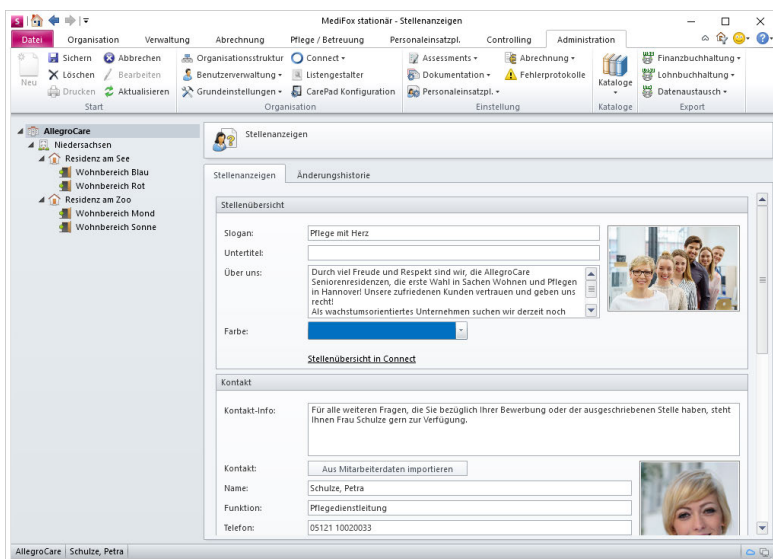 MediFox stationär - Stellenanzeigen
Datei Organisation Verwaltung Abrechnung Pflege / Betreuung Personaleinsatzpl. Controlling Administration
Neu
Sichern Abbrechen
Löschen Bearbeiten
Drucken Aktualisieren
Start
Organisationsstruktur Connect
Benutzerverwaltung Listengestalter
Grundeinstellungen CarePad Konfiguration
Organisation
Assessments Abrechnung
Dokumentation Fehlerprotokolle
Personaleinsatzpl.
Einstellung
Kataloge
Kataloge
Finanzbuchhaltung
Lohnbuchhaltung
Datenaustausch
Export
AllegroCare
Niedersachsen
Residenz am See
Wohnbereich Blau
Wohnbereich Rot
Residenz am Zoo
Wohnbereich Mond
Wohnbereich Sonne
Stellenanzeigen
Stellenanzeigen Änderungshistorie
Stellenübersicht
Slogan: Pflege mit Herz
Untertitel:
Über uns: Durch viel Freude und Respekt sind wir, die AllegroCare
Seniorenresidenzen, die erste Wahl in Sachen Wohnen und Pflegen
in Hannover! Unsere zufriedenen Kunden vertrauen und geben uns
recht!
Als wachstumsorientiertes Unternehmen suchen wir derzeit noch
Farbe:
Stellenübersicht in Connect
Kontakt
Kontakt-Info: Für alle weiteren Fragen, die Sie bezüglich Ihrer Bewerbung oder der ausgeschriebenen Stelle haben, steht
Ihnen Frau Schulze gern zur Verfügung.
Kontakt: Aus Mitarbeiterdaten importieren
Name: Schulze, Petra
Funktion: Pflegedienstleitung
Telefon: 05121 10020033
AllegroCare Schulze, Petra